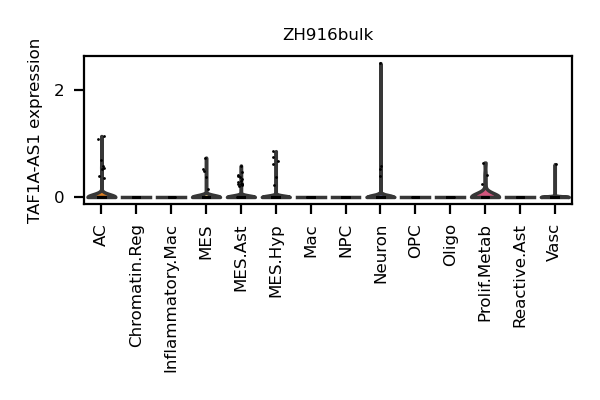 ZH916bulk
TAF1A-AS1 expression
2
0
AC
Chromatin.Reg
Inflammatory.Mac
MES
MES.Ast
MES.Hyp
Mac
NPC
Neuron
OPC
Oligo
Prolif.Metab
Reactive.Ast
Vasc